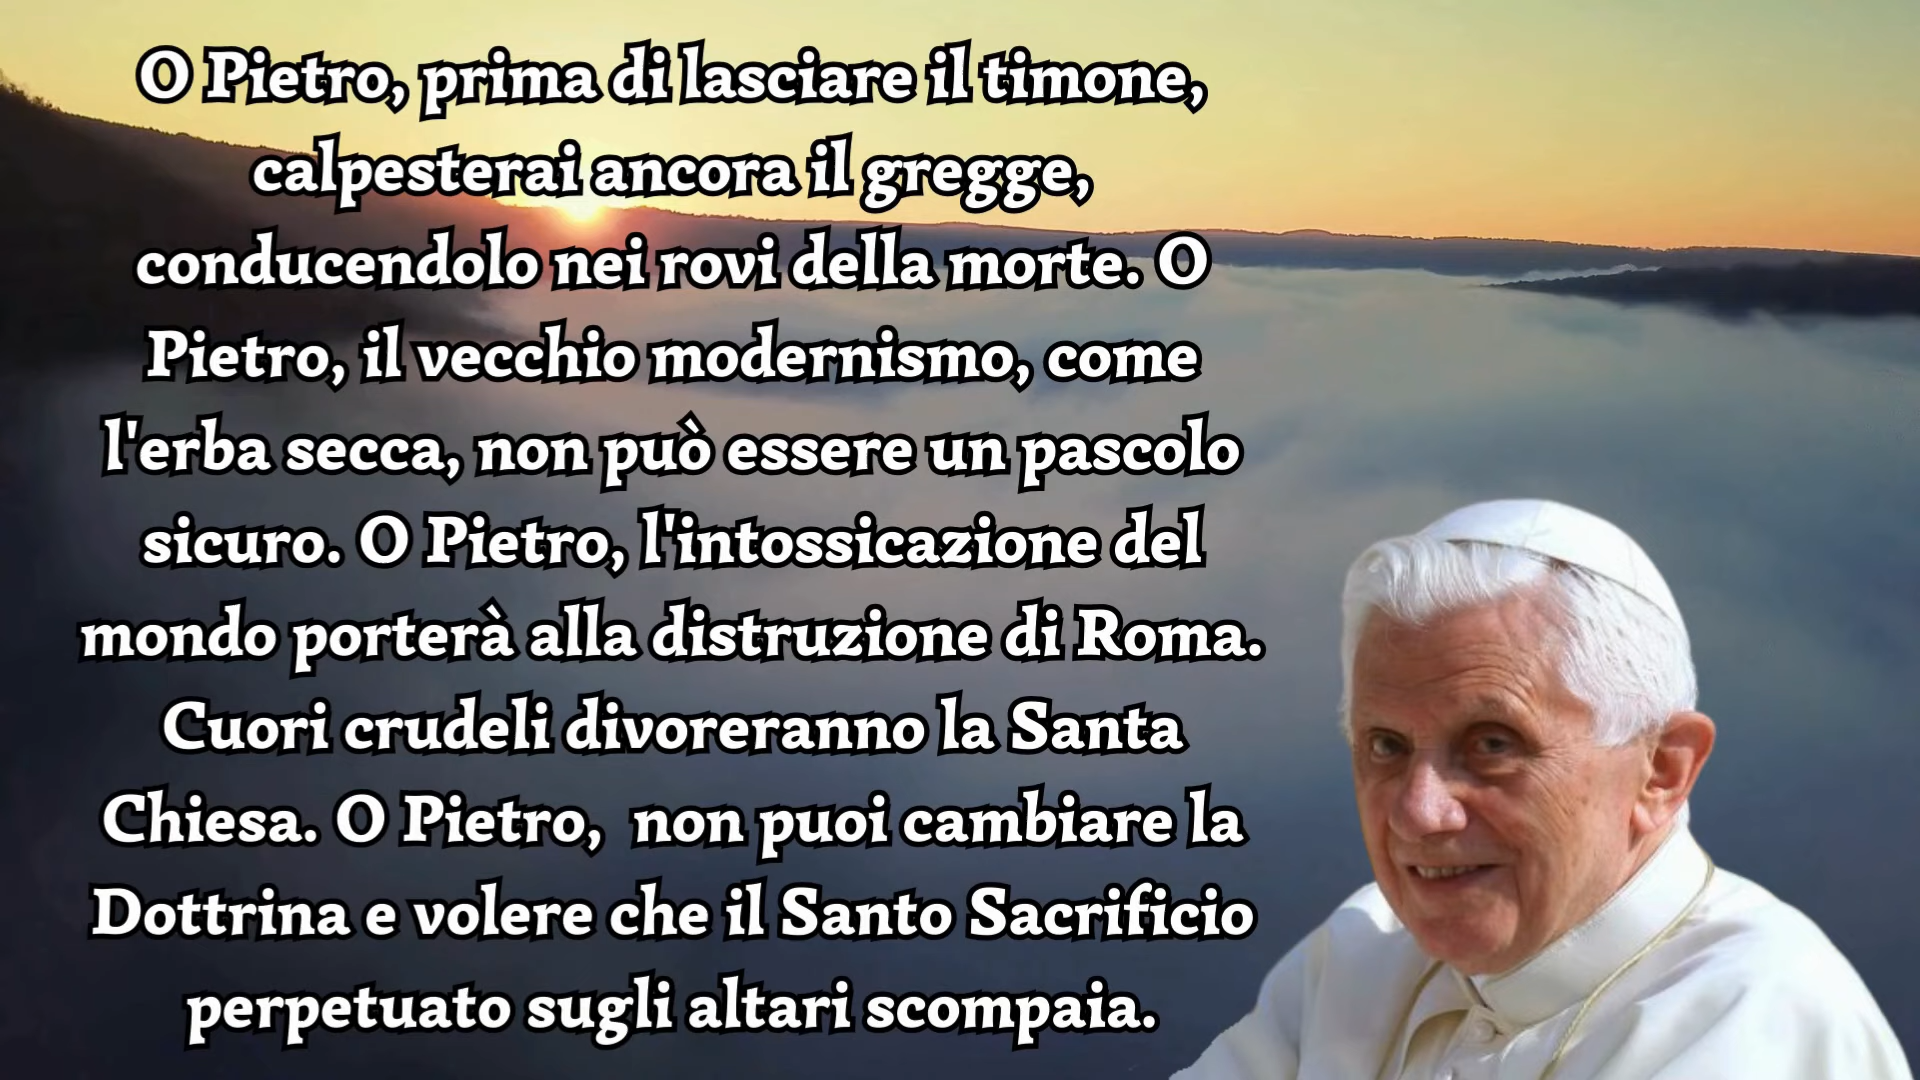 O Pietro, prima di lasciare il timone,
calpesterai ancora il gregge,
conducendolo nei rovi della morte. O
Pietro, il vecchio modernismo, come
l'erba secca, non può essere un pascolo
sicuro. O Pietro, l'intossicazione del
mondo porterà alla distruzione di Roma.
Cuori crudeli divoreranno la Santa
Chiesa. O Pietro,  non puoi cambiare la
Dottrina e volere che il Santo Sacrificio
perpetuato sugli altari scompaia.